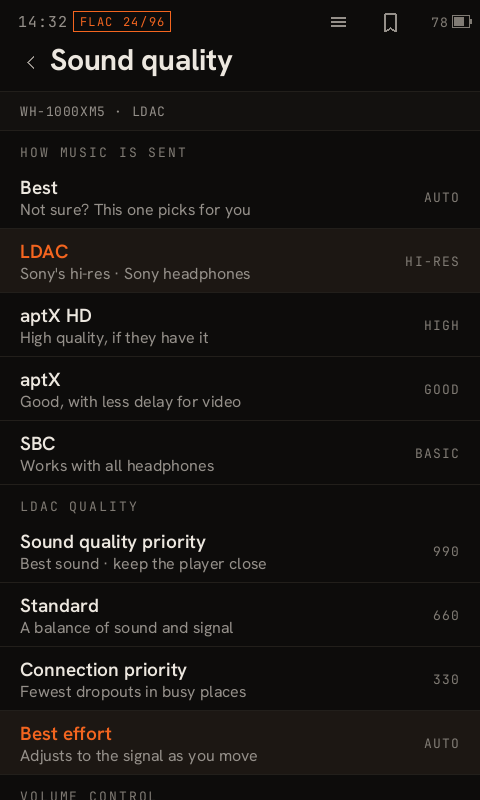 14:32 FLAC 24/96 78
Sound quality
WH-1000XM5 · LDAC
HOW MUSIC IS SENT
Best
Not sure? This one picks for you
AUTO
LDAC
Sony's hi-res · Sony headphones
HI-RES
aptX HD
High quality, if they have it
HIGH
aptX
Good, with less delay for video
GOOD
SBC
Works with all headphones
BASIC
LDAC QUALITY
Sound quality priority
Best sound · keep the player close
990
Standard
A balance of sound and signal
660
Connection priority
Fewest dropouts in busy places
330
Best effort
Adjusts to the signal as you move
AUTO
VOLUME CONTROL